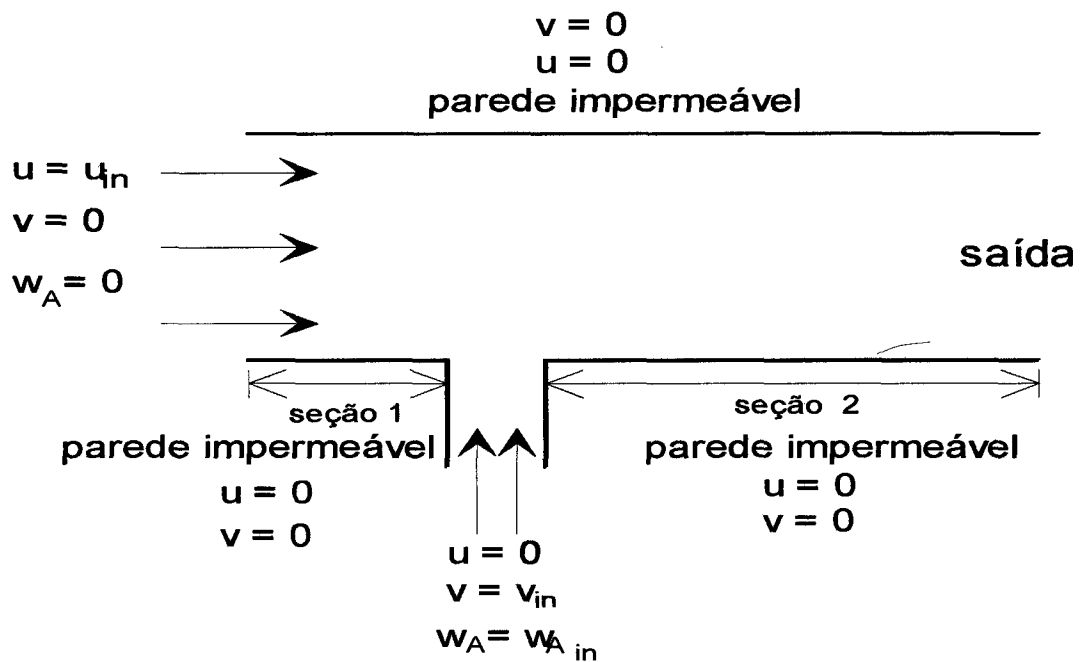 v = 0
u = 0
parede impermeável
u = u_in
v = 0
w_A = 0
saída
seção 1
parede impermeável
u = 0
v = 0
seção 2
parede impermeável
u = 0
v = 0
u = 0
v = v_in
w_A = w_A in